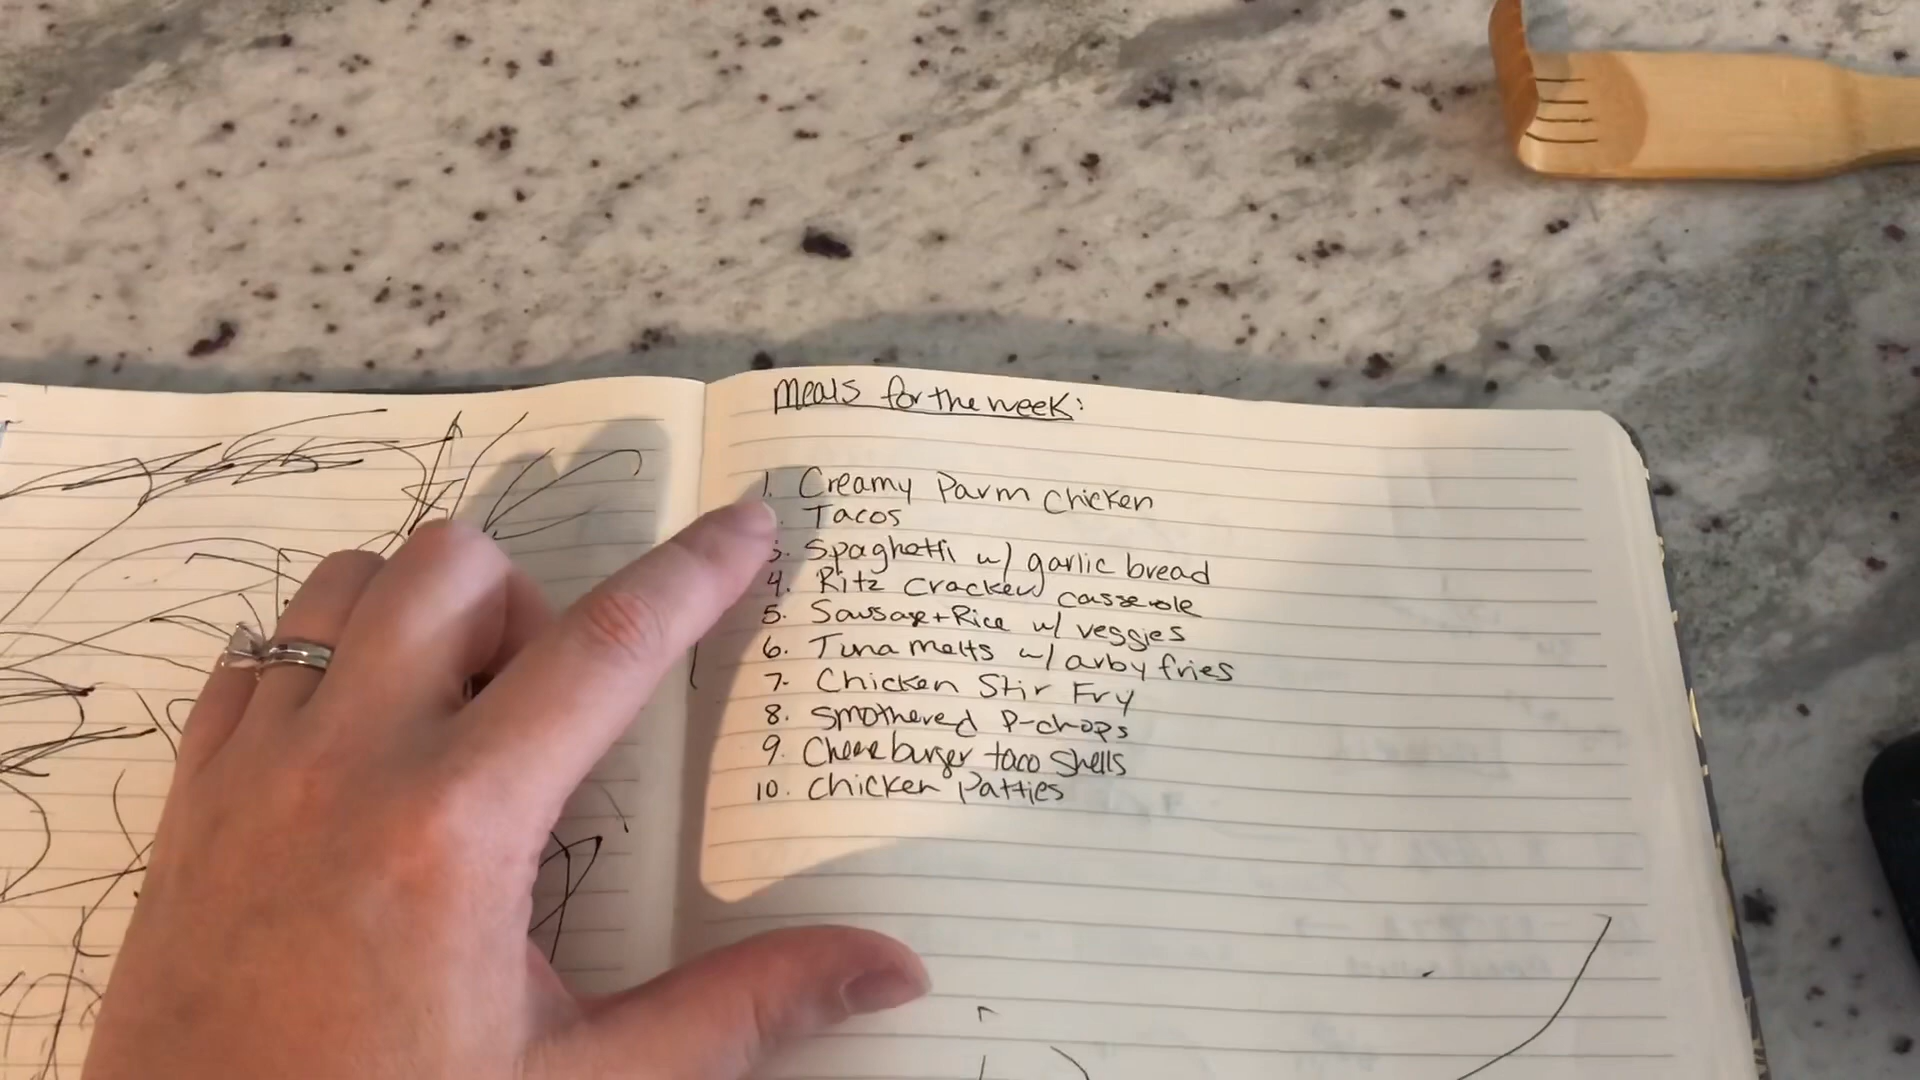 Meals for the week:
1. Creamy Parm Chicken
. Tacos
3. Spaghetti w/ garlic bread
4. Ritz cracker casserole
5. Sausage + Rice w/ veggies
6. Tuna melts w/ arby fries
7. Chicken Stir Fry
8. Smothered P-chops
9. Cheeseburger taco shells
10. Chicken Patties